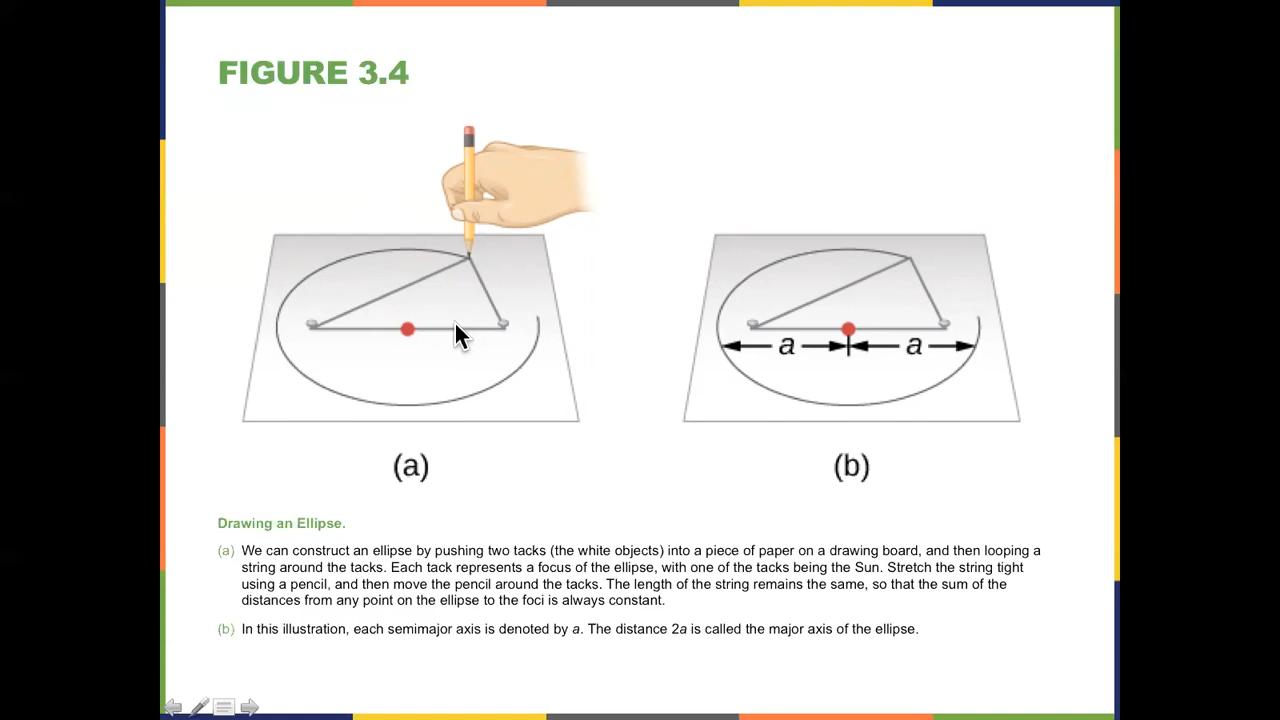 FIGURE 3.4
a
a
(a)
(b)
Drawing an Ellipse.
(a) We can construct an ellipse by pushing two tacks (the white objects) into a piece of paper on a drawing board, and then looping a
string around the tacks. Each tack represents a focus of the ellipse, with one of the tacks being the Sun. Stretch the string tight
using a pencil, and then move the pencil around the tacks. The length of the string remains the same, so that the sum of the
distances from any point on the ellipse to the foci is always constant.
(b) In this illustration, each semimajor axis is denoted by a. The distance 2a is called the major axis of the ellipse.